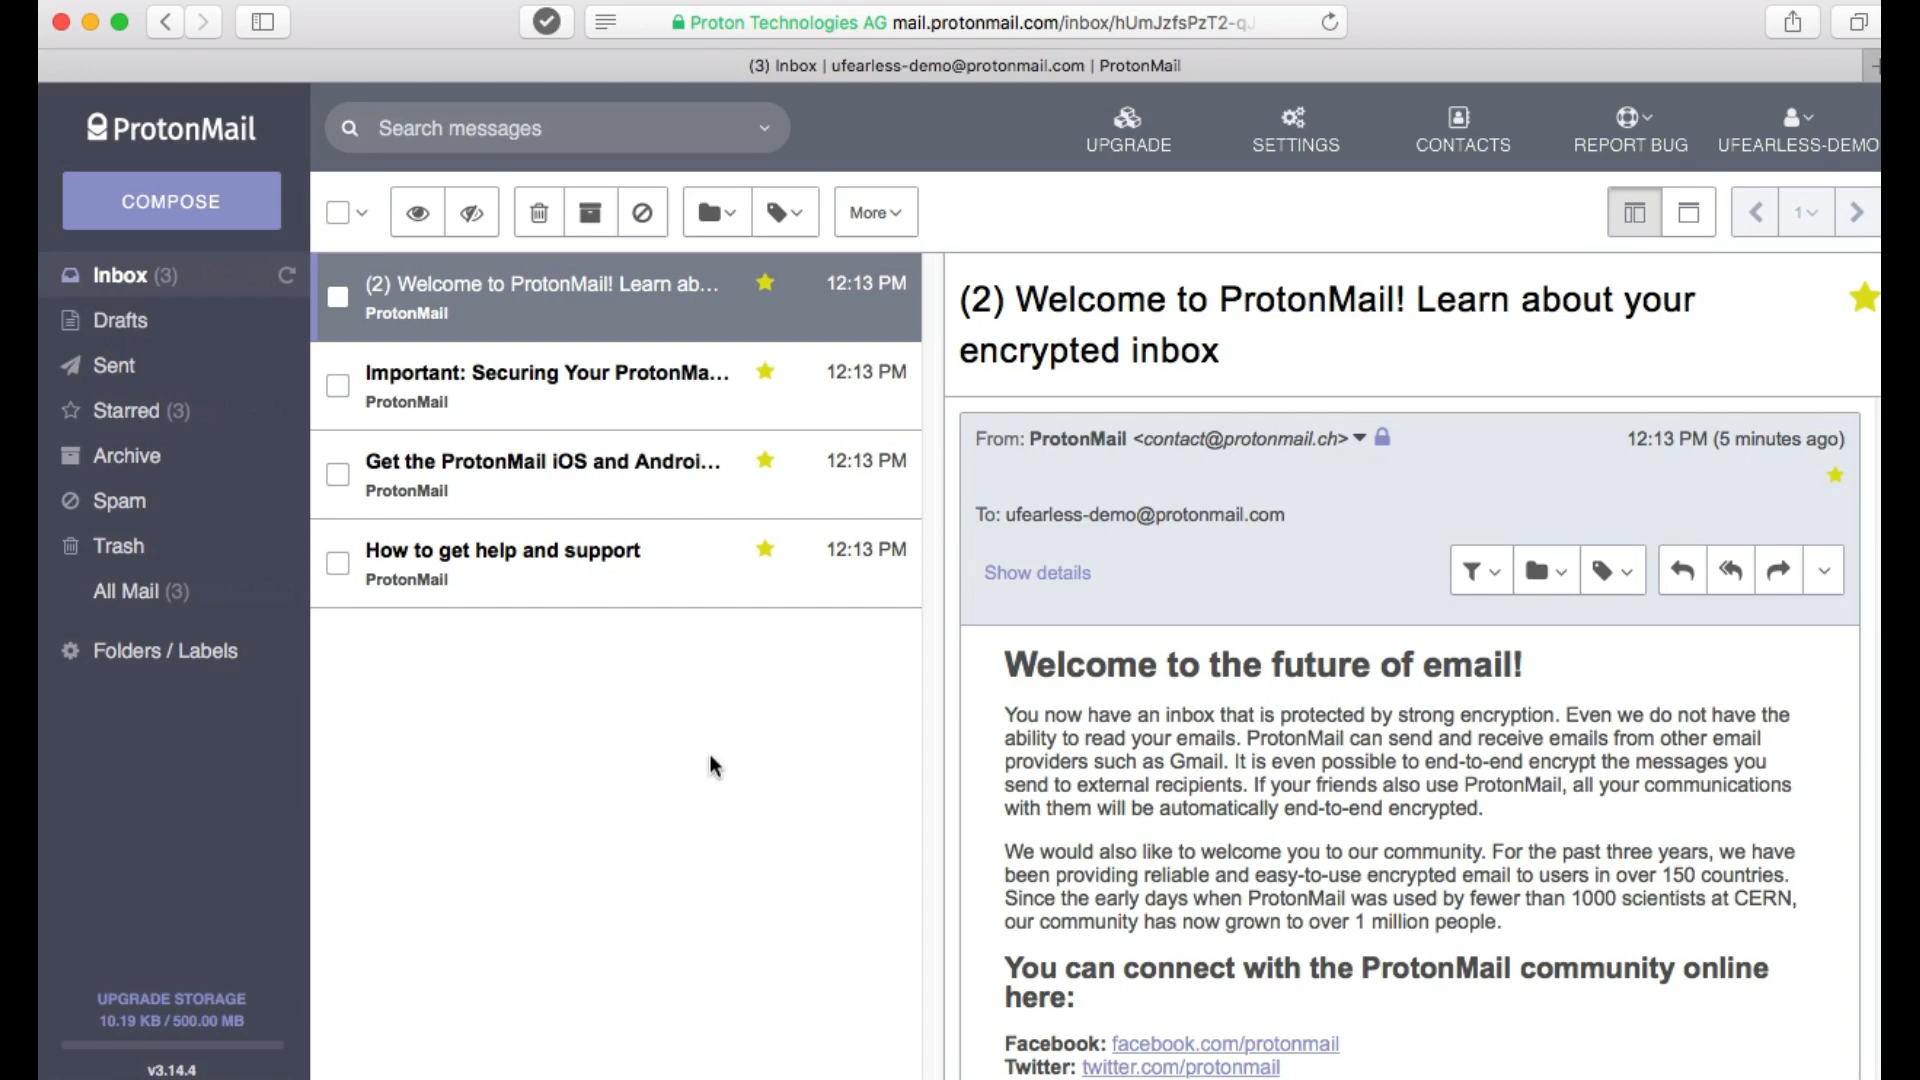 Proton Technologies AG mail.protonmail.com/inbox/hUmJzfsPzT2-qJ
(3) Inbox | ufearless-demo@protonmail.com | ProtonMail
ProtonMail
Search messages
UPGRADE
SETTINGS
CONTACTS
REPORT BUG
UFEARLESS-DEMO
COMPOSE
More
1
Inbox (3)
Drafts
Sent
Starred (3)
Archive
Spam
Trash
All Mail (3)
Folders / Labels
UPGRADE STORAGE
10.19 KB / 500.00 MB
v3.14.4
(2) Welcome to ProtonMail! Learn ab... 12:13 PM
ProtonMail
Important: Securing Your ProtonMa... 12:13 PM
ProtonMail
Get the ProtonMail iOS and Androi... 12:13 PM
ProtonMail
How to get help and support 12:13 PM
ProtonMail
(2) Welcome to ProtonMail! Learn about your
encrypted inbox
From: ProtonMail <contact@protonmail.ch> 12:13 PM (5 minutes ago)
To: ufearless-demo@protonmail.com
Show details
Welcome to the future of email!
You now have an inbox that is protected by strong encryption. Even we do not have the
ability to read your emails. ProtonMail can send and receive emails from other email
providers such as Gmail. It is even possible to end-to-end encrypt the messages you
send to external recipients. If your friends also use ProtonMail, all your communications
with them will be automatically end-to-end encrypted.
We would also like to welcome you to our community. For the past three years, we have
been providing reliable and easy-to-use encrypted email to users in over 150 countries.
Since the early days when ProtonMail was used by fewer than 1000 scientists at CERN,
our community has now grown to over 1 million people.
You can connect with the ProtonMail community online
here:
Facebook: facebook.com/protonmail
Twitter: twitter.com/protonmail